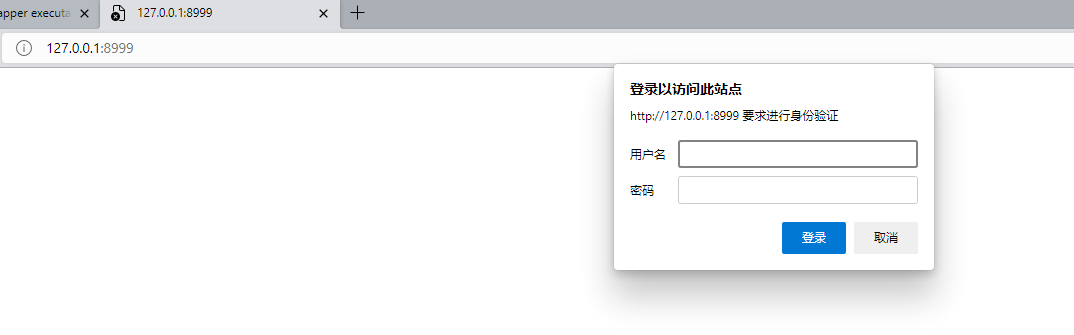 apper executa
127.0.0.1:8999
127.0.0.1:8999
登录以访问此站点
http://127.0.0.1:8999 要求进行身份验证
用户名
密码
登录 取消